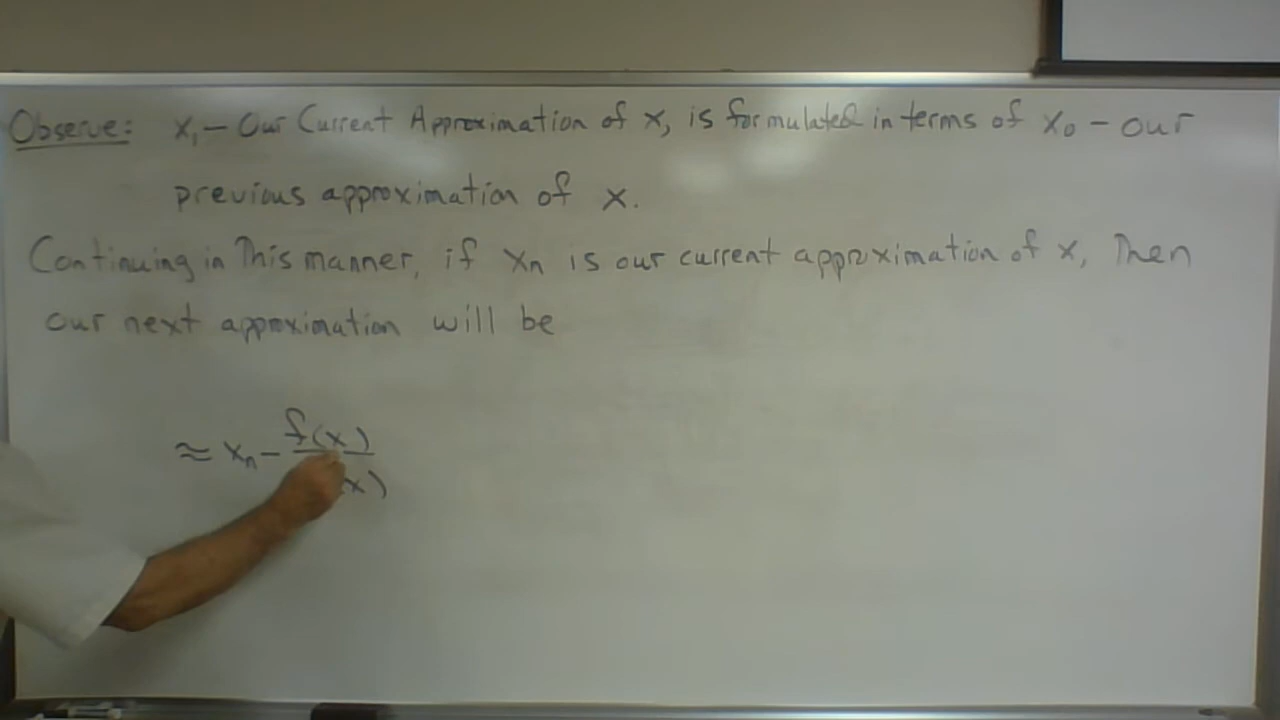 Observe: x₁ – Our Current Approximation of x, is formulated in terms of x₀ – our
previous approximation of x.
Continuing in This manner, if xₙ is our current approximation of x, Then
our next approximation will be
≈ xₙ – f(x)
x)